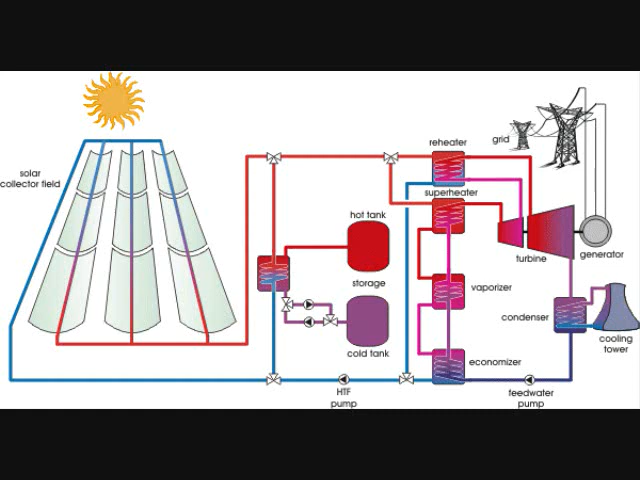 solar
collector field
hot tank
storage
cold tank
HTF
pump
reheater
superheater
vaporizer
economizer
grid
turbine
generator
condenser
cooling
tower
feedwater
pump